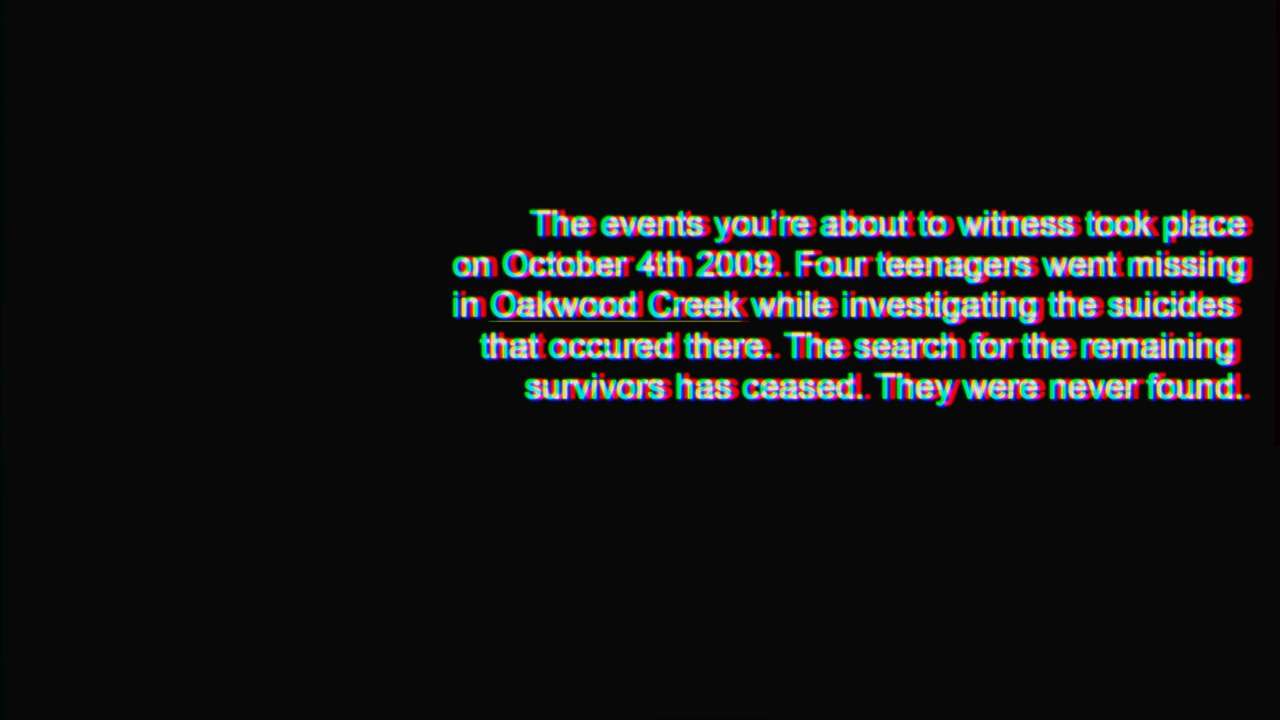 The events you're about to witness took place
on October 4th 2009. Four teenagers went missing
in Oakwood Creek while investigating the suicides
that occured there. The search for the remaining
survivors has ceased. They were never found.